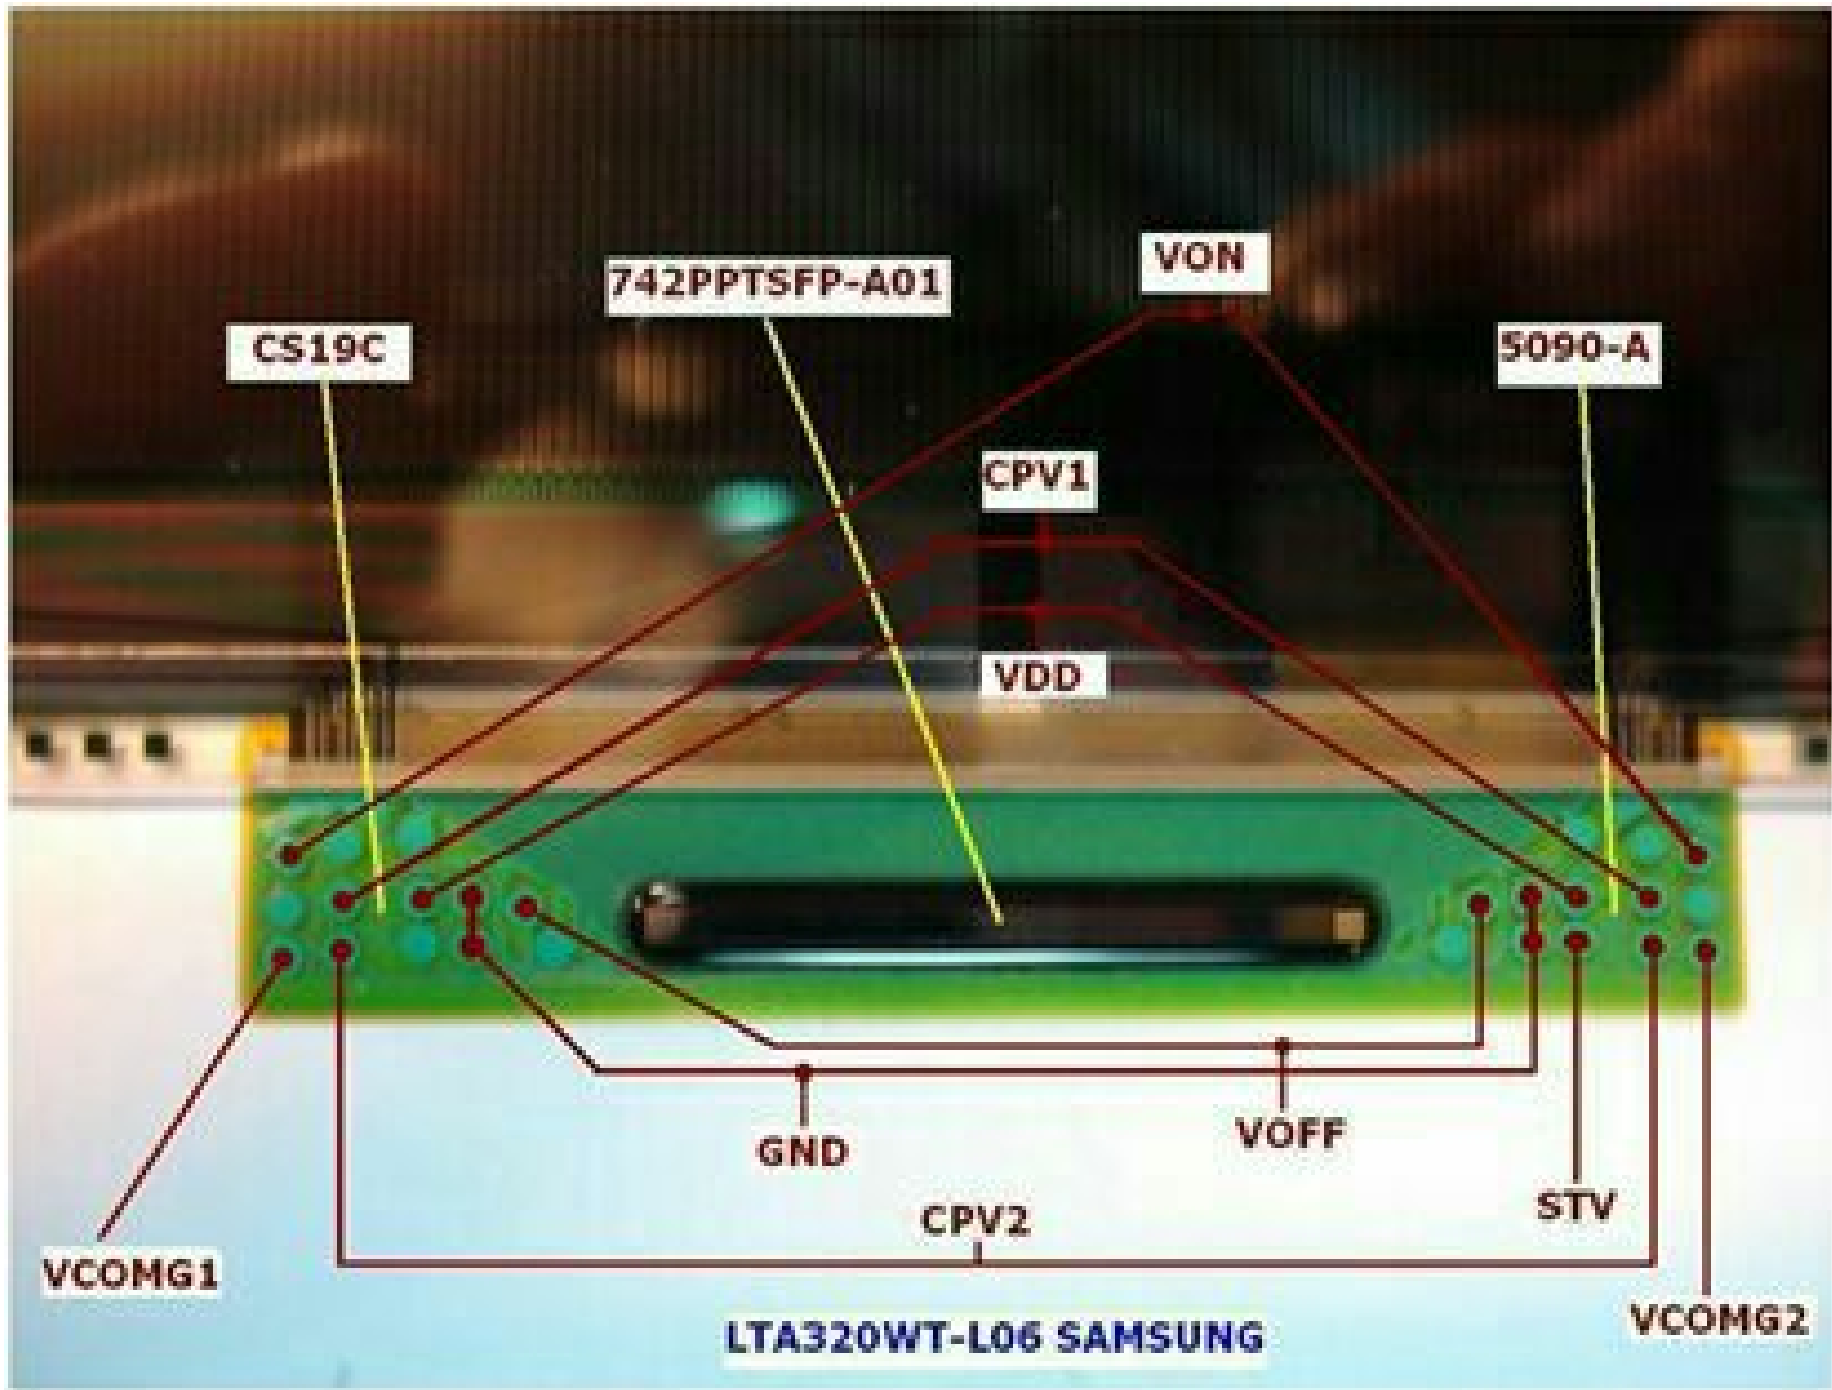 VON
742PPTSFP-A01
CS19C
5090-A
CPV1
VDD
GND
VOFF
STV
CPV2
VCOMG1
VCOMG2
LTA320WT-L06 SAMSUNG